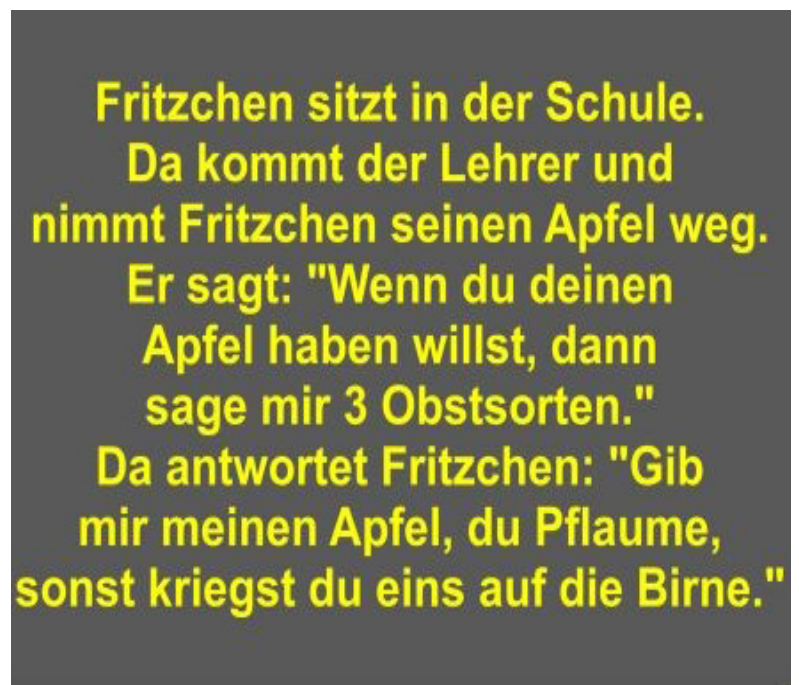 Fritzchen sitzt in der Schule.
Da kommt der Lehrer und
nimmt Fritzchen seinen Apfel weg.
Er sagt: "Wenn du deinen
Apfel haben willst, dann
sage mir 3 Obstsorten."
Da antwortet Fritzchen: "Gib
mir meinen Apfel, du Pflaume,
sonst kriegst du eins auf die Birne."